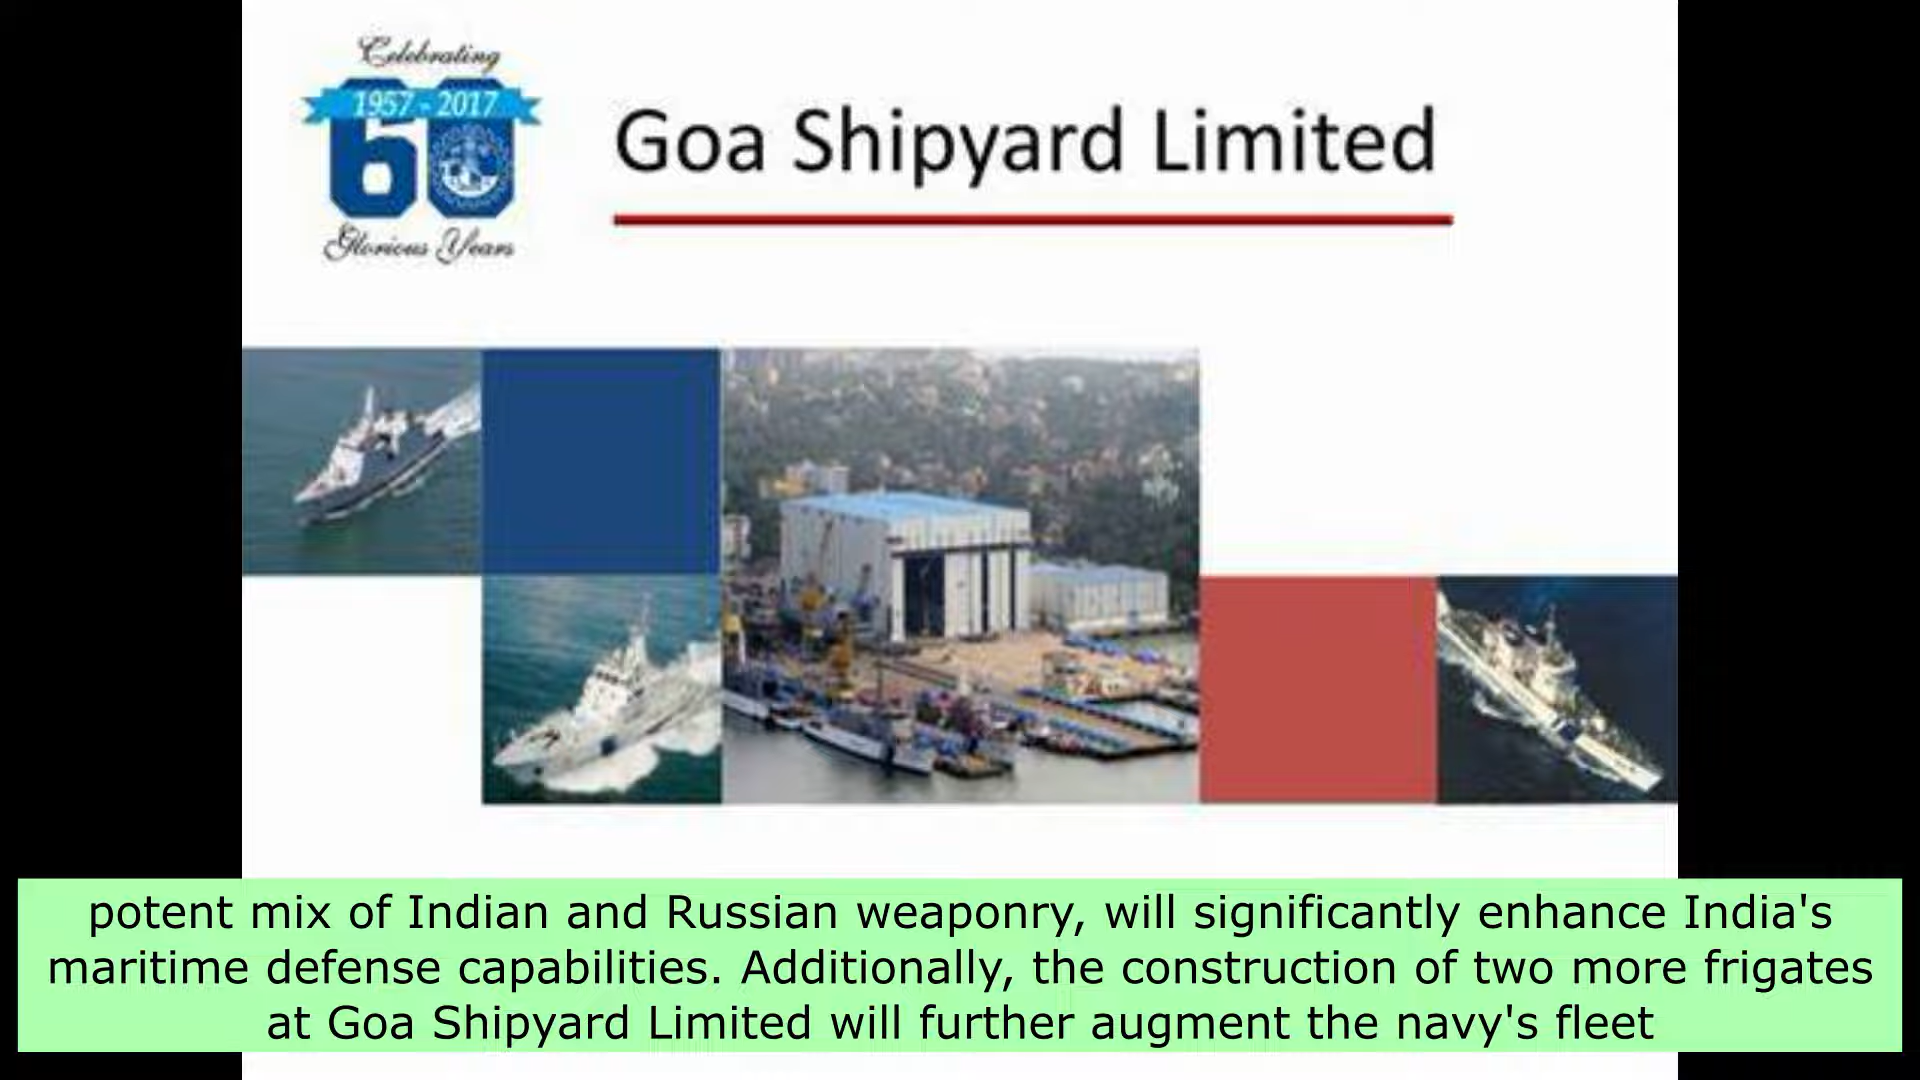 Celebrating
1957 - 2017
60
Glorious Years
Goa Shipyard Limited
potent mix of Indian and Russian weaponry, will significantly enhance India's
maritime defense capabilities. Additionally, the construction of two more frigates
at Goa Shipyard Limited will further augment the navy's fleet